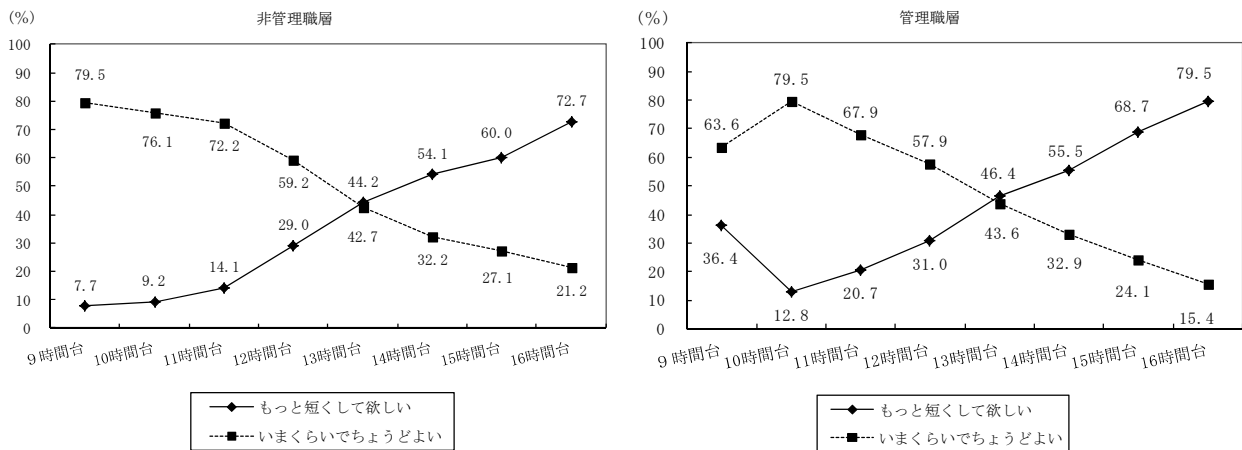 (%)
非管理職層
100
90
80
70
60
50
40
30
20
10
0
79.5
76.1
72.2
59.2
44.2
54.1
60.0
72.7
7.7
9.2
14.1
29.0
42.7
32.2
27.1
21.2
９時間台
10時間台
11時間台
12時間台
13時間台
14時間台
15時間台
16時間台
もっと短くして欲しい
いまくらいでちょうどよい
(%)
管理職層
100
90
80
70
60
50
40
30
20
10
0
63.6
79.5
67.9
57.9
46.4
55.5
68.7
79.5
36.4
12.8
20.7
31.0
43.6
32.9
24.1
15.4
９時間台
10時間台
11時間台
12時間台
13時間台
14時間台
15時間台
16時間台
もっと短くして欲しい
いまくらいでちょうどよい